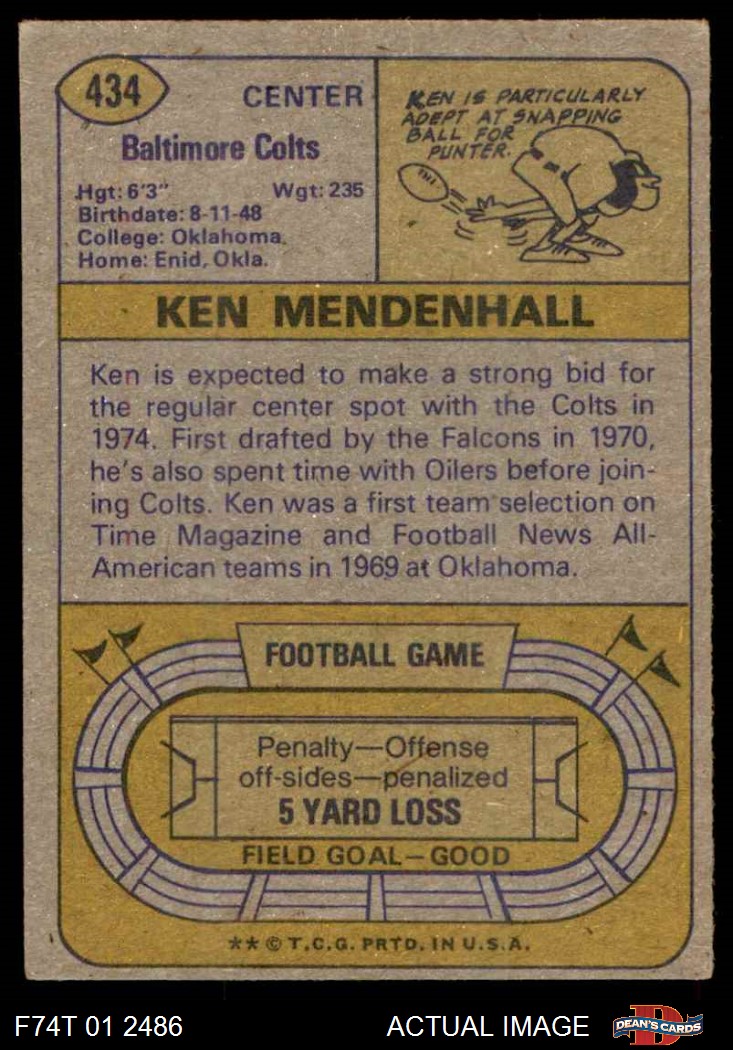 434
CENTER
Baltimore Colts
Hgt: 6'3" Wgt: 235
Birthdate: 8-11-48
College: Oklahoma.
Home: Enid, Okla.
KEN IS PARTICULARLY
ADEPT AT SNAPPING
BALL FOR
PUNTER.
KEN MENDENHALL
Ken is expected to make a strong bid for
the regular center spot with the Colts in
1974. First drafted by the Falcons in 1970,
he's also spent time with Oilers before join-
ing Colts. Ken was a first team selection on
Time Magazine and Football News All-
American teams in 1969 at Oklahoma.
FOOTBALL GAME
Penalty—Offense
off-sides—penalized
5 YARD LOSS
FIELD GOAL—GOOD
** © T.C.G. PRTD. IN U.S.A.
F74T 01 2486
ACTUAL IMAGE
D
DEAN'S CARDS